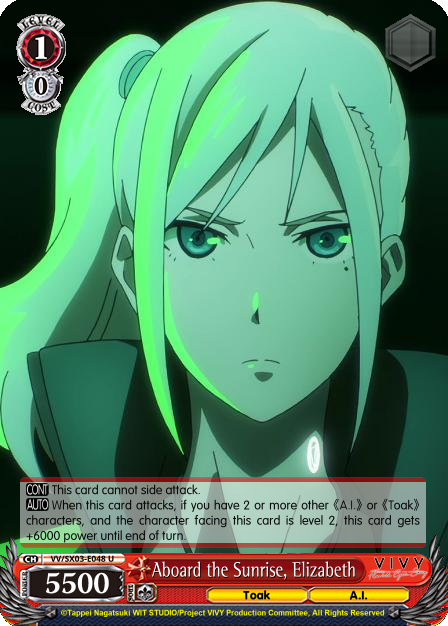 LEVEL
1
0
COST
CONT This card cannot side attack.
AUTO When this card attacks, if you have 2 or more other 《A.I.》 or 《Toak》
characters, and the character facing this card is level 2, this card gets
+6000 power until end of turn.
CH VV/SX03-E048 U
POWER 5500 SOUL Aboard the Sunrise, Elizabeth VIVY
Toak A.I.
©Tappei Nagatsuki WIT STUDIO/Project VIVY Production Committee, All Rights Reserved